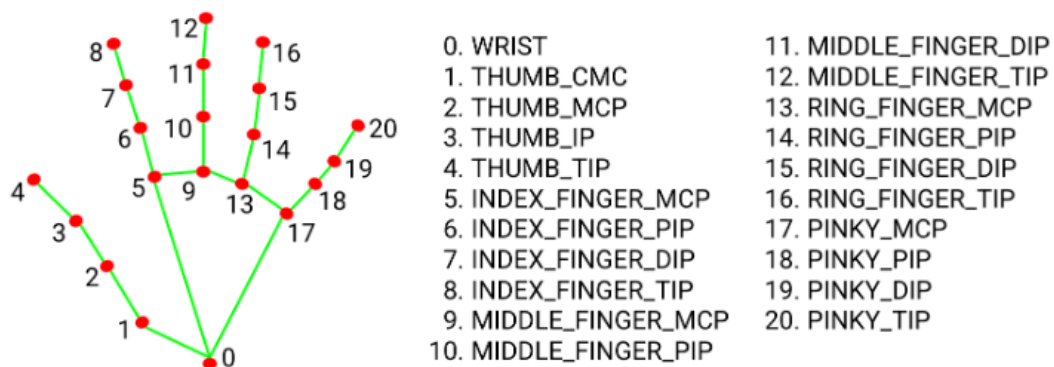 12
8
16
11
7
15
10
20
6
14
19
4
5
9
13
18
3
17
2
1
0
0. WRIST
1. THUMB_CMC
2. THUMB_MCP
3. THUMB_IP
4. THUMB_TIP
5. INDEX_FINGER_MCP
6. INDEX_FINGER_PIP
7. INDEX_FINGER_DIP
8. INDEX_FINGER_TIP
9. MIDDLE_FINGER_MCP
10. MIDDLE_FINGER_PIP
11. MIDDLE_FINGER_DIP
12. MIDDLE_FINGER_TIP
13. RING_FINGER_MCP
14. RING_FINGER_PIP
15. RING_FINGER_DIP
16. RING_FINGER_TIP
17. PINKY_MCP
18. PINKY_PIP
19. PINKY_DIP
20. PINKY_TIP